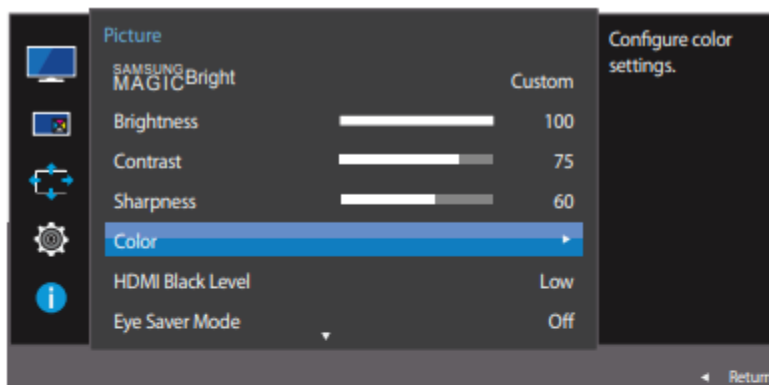 Picture
SAMSUNG MAGIC Bright Custom
Brightness 100
Contrast 75
Sharpness 60
Color
HDMI Black Level Low
Eye Saver Mode Off
Configure color
settings.
Return